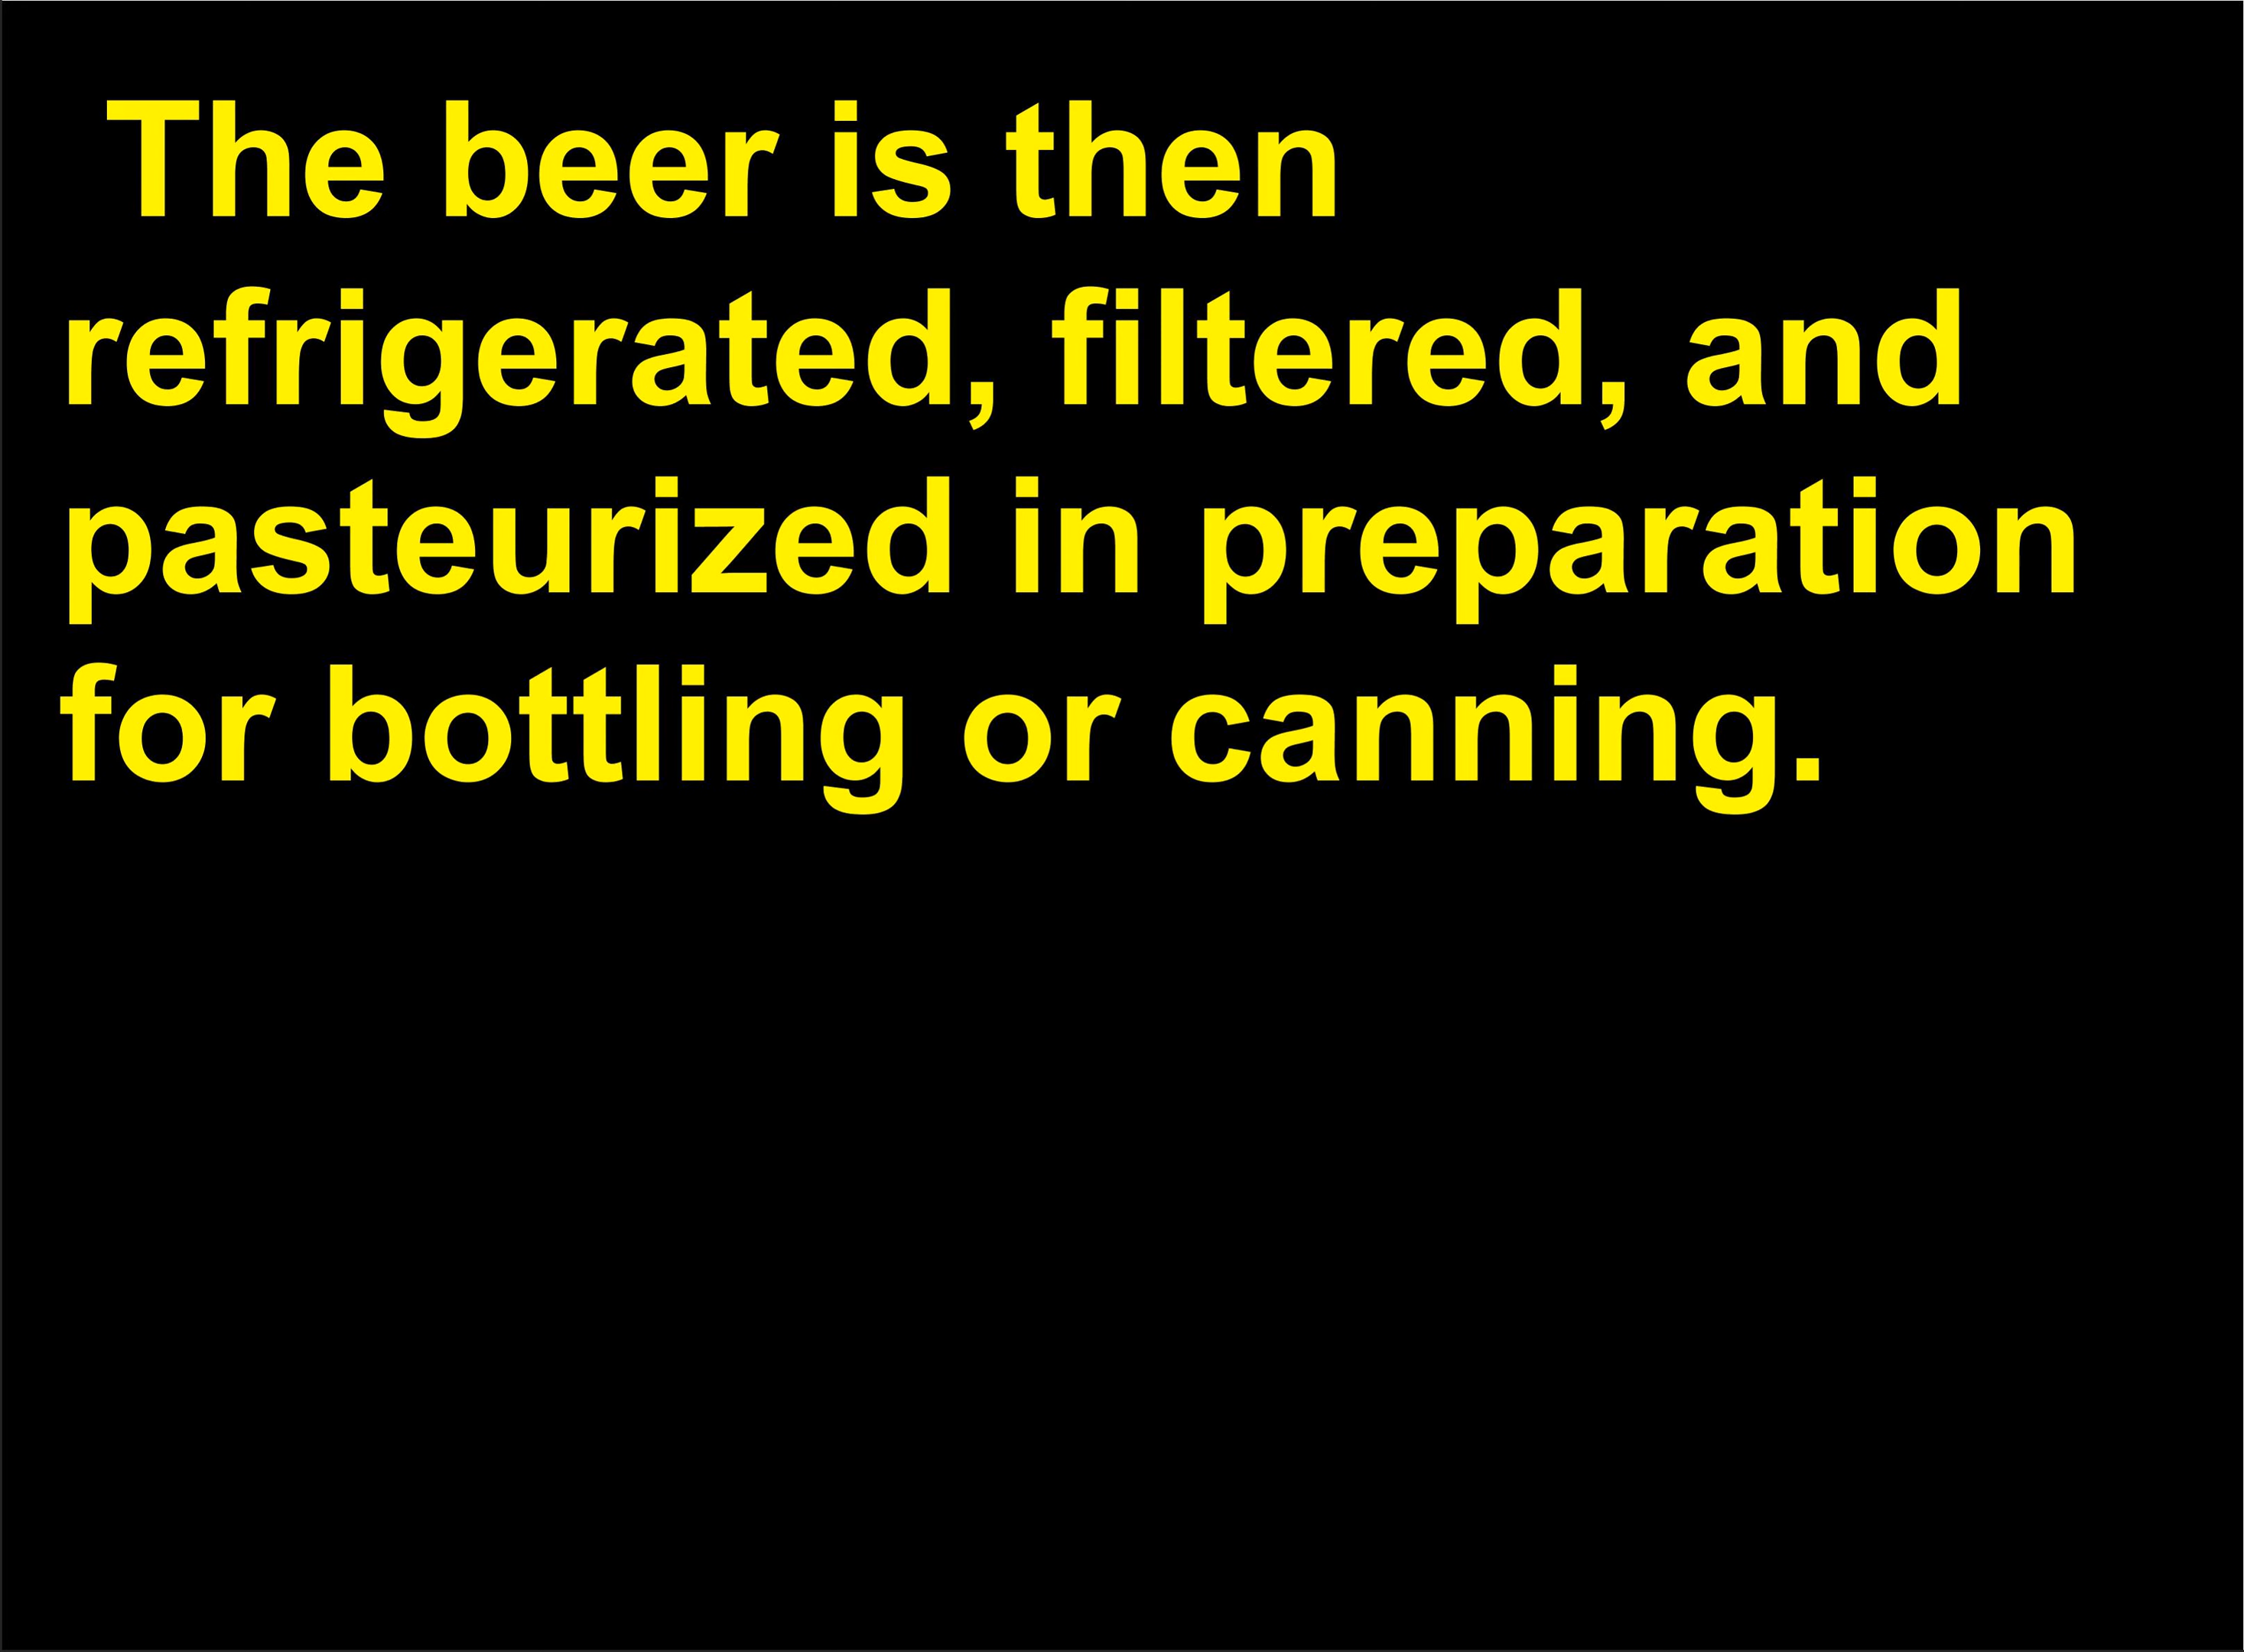 The beer is then
refrigerated, filtered, and
pasteurized in preparation
for bottling or canning.